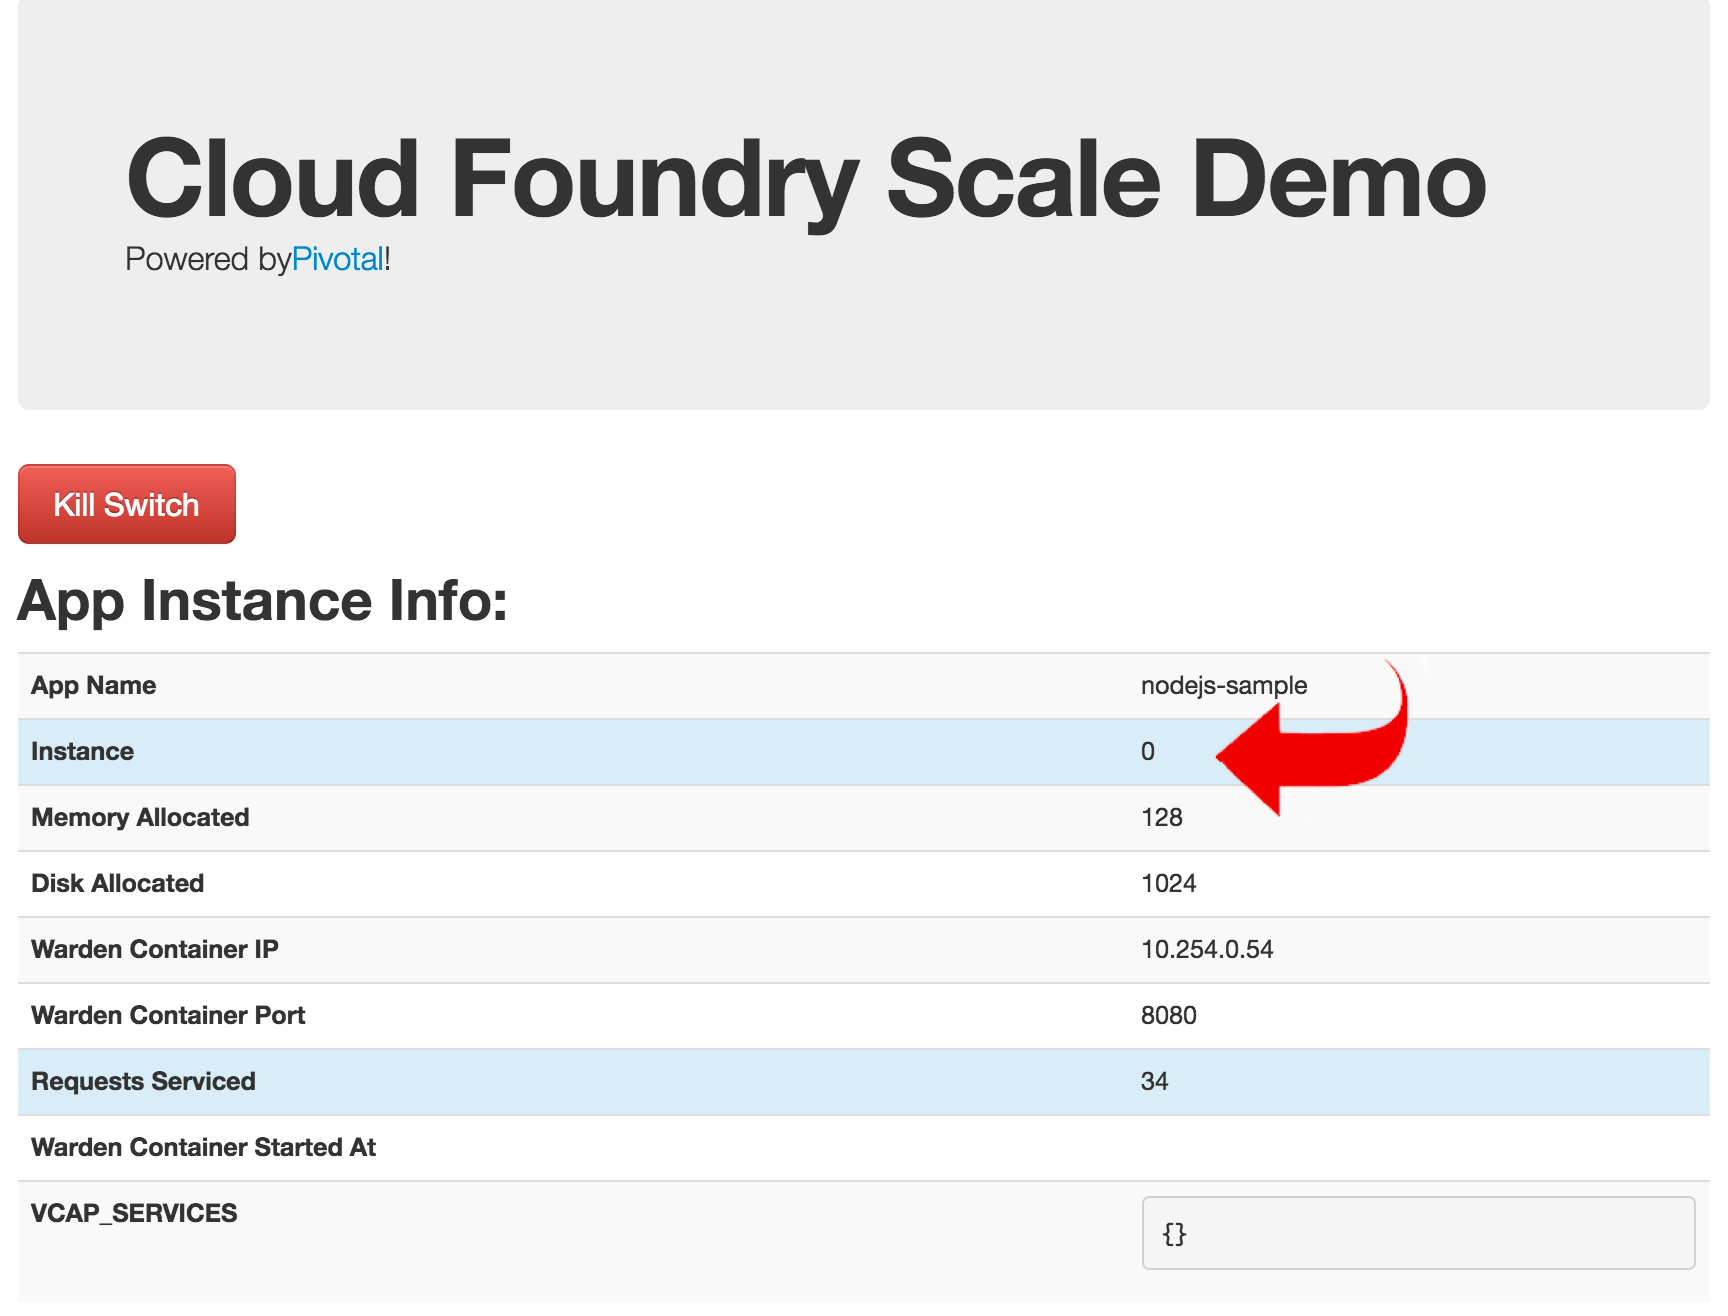 Cloud Foundry Scale Demo
Powered byPivotal!
Kill Switch
App Instance Info:
App Name nodejs-sample
Instance 0
Memory Allocated 128
Disk Allocated 1024
Warden Container IP 10.254.0.54
Warden Container Port 8080
Requests Serviced 34
Warden Container Started At
VCAP_SERVICES {}